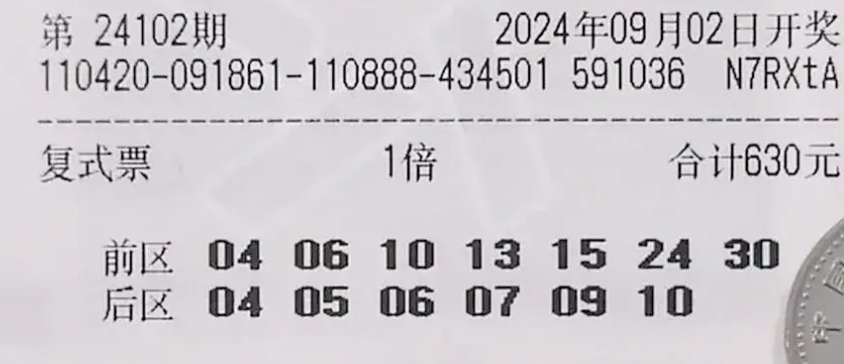 第 24102期 2024年09月02日开奖
110420-091861-110888-434501 591036 N7RXtA
复式票 1倍 合计630元
前区 04 06 10 13 15 24 30
后区 04 05 06 07 09 10
中国